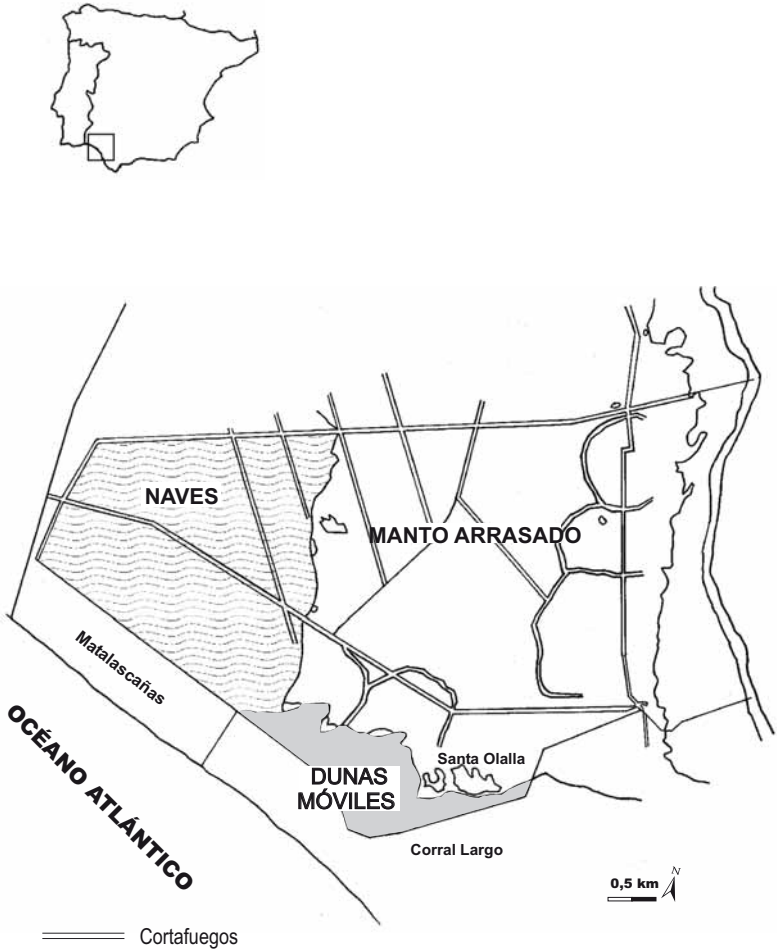 NAVES
MANTO ARRASADO
Matalascañas
OCÉANO ATLÁNTICO
Santa Olalla
DUNAS
MÓVILES
Corral Largo
0,5 km
N
Cortafuegos